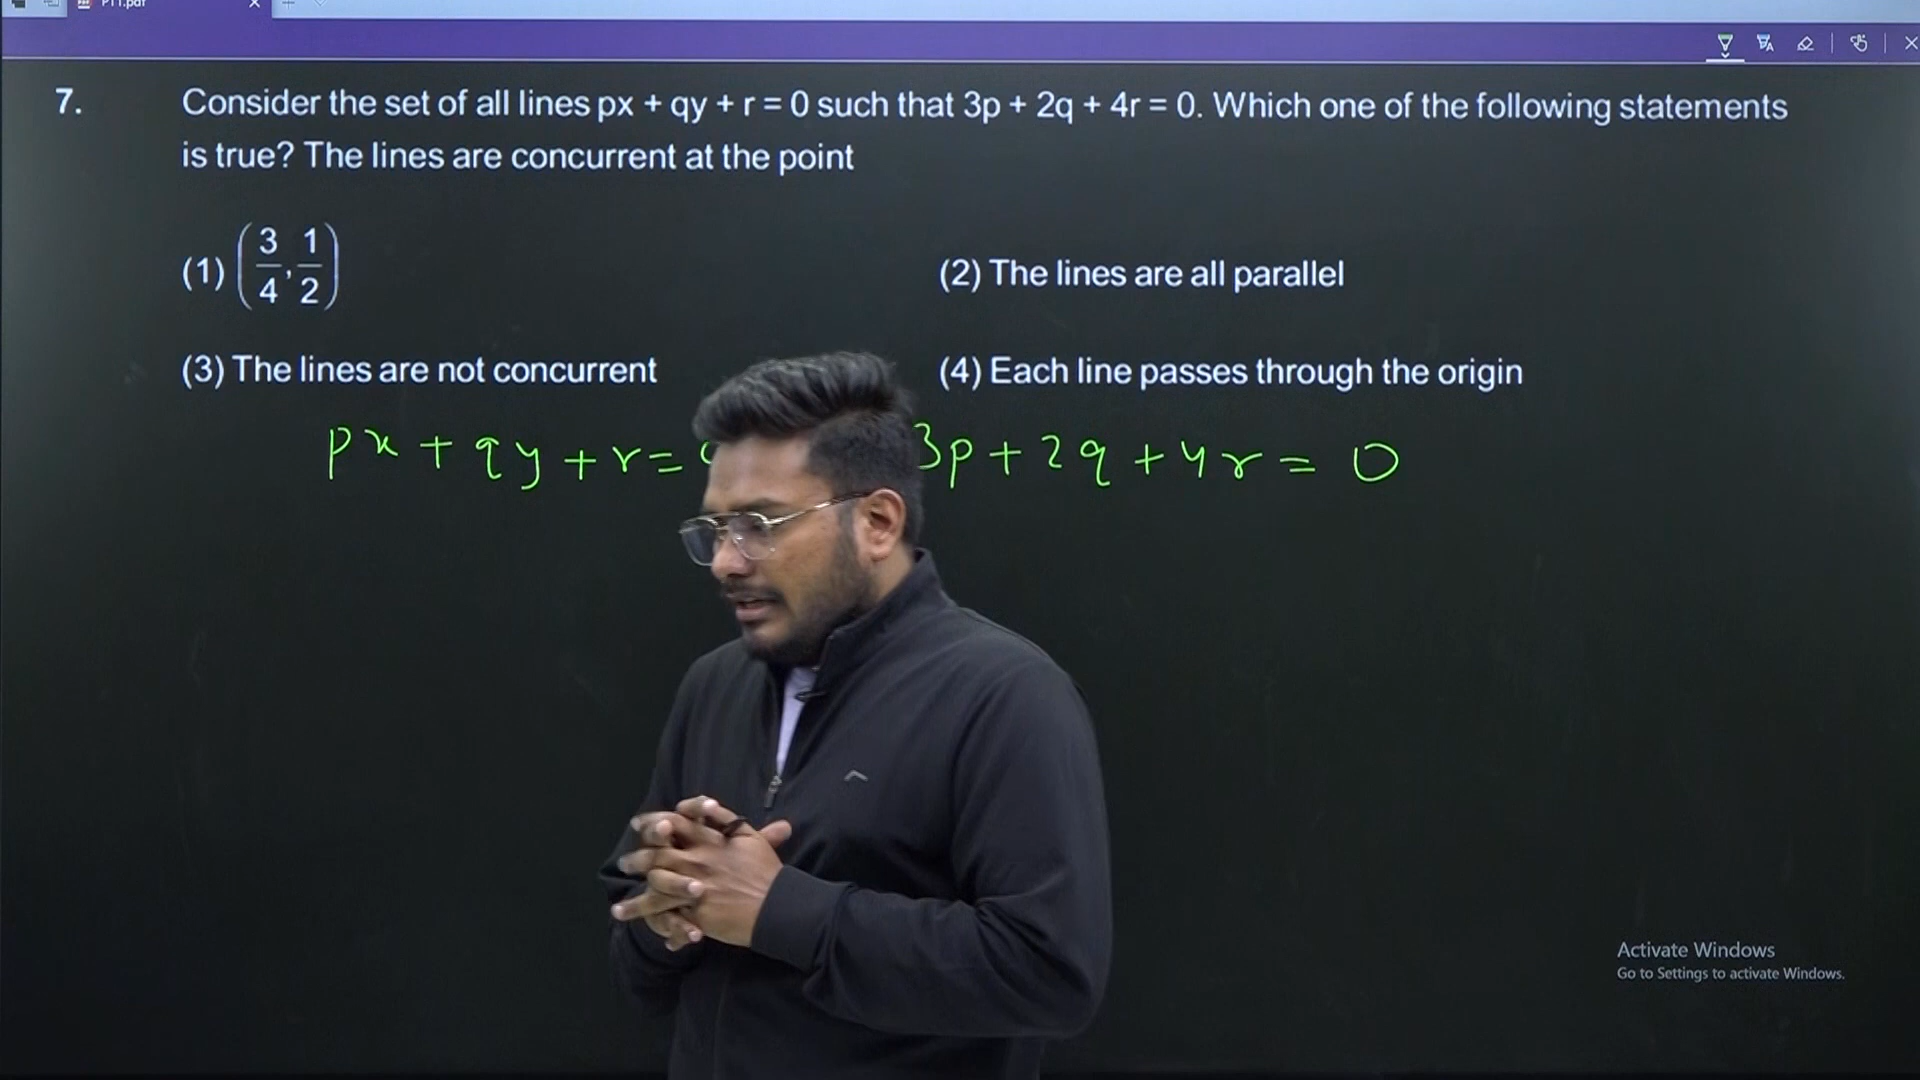 PT1.pdf
7. Consider the set of all lines px + qy + r = 0 such that 3p + 2q + 4r = 0. Which one of the following statements
is true? The lines are concurrent at the point
(1) (3/4, 1/2) (2) The lines are all parallel
(3) The lines are not concurrent (4) Each line passes through the origin
px + qy + r = 3p + 2q + 4r = 0
Activate Windows
Go to Settings to activate Windows.